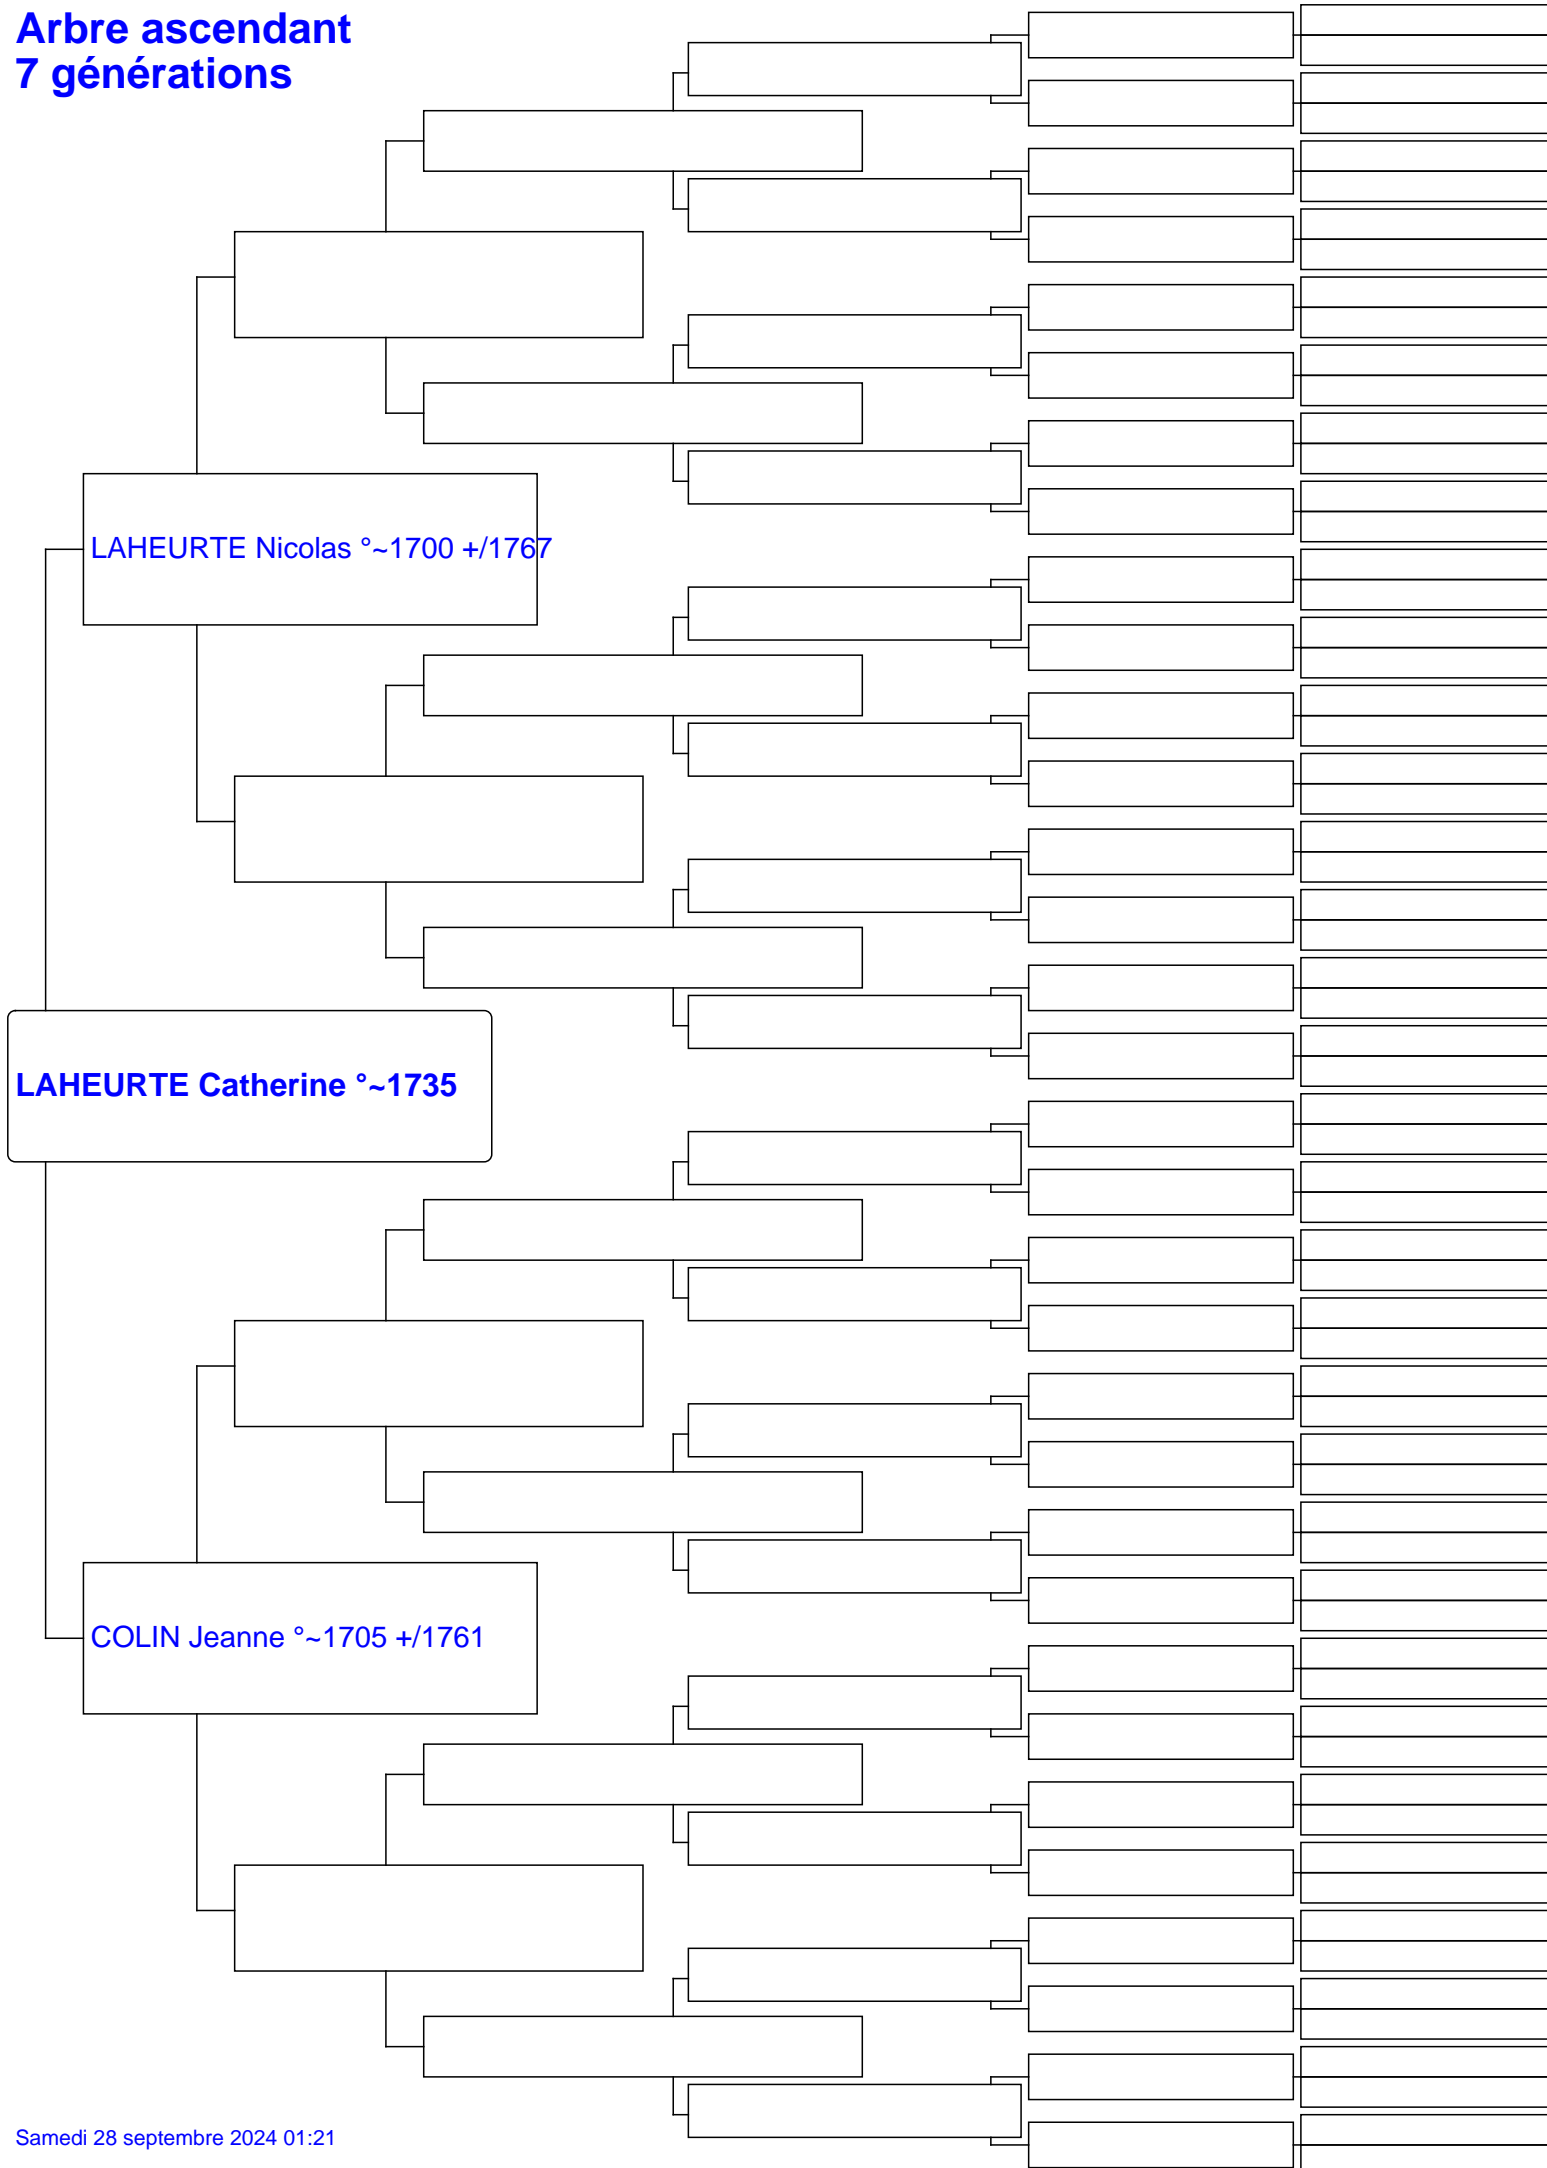 Arbre ascendant
7 générations
LAHEURTE Nicolas °~1700 +/1767
LAHEURTE Catherine °~1735
COLIN Jeanne °~1705 +/1761
Samedi 28 septembre 2024 01:21